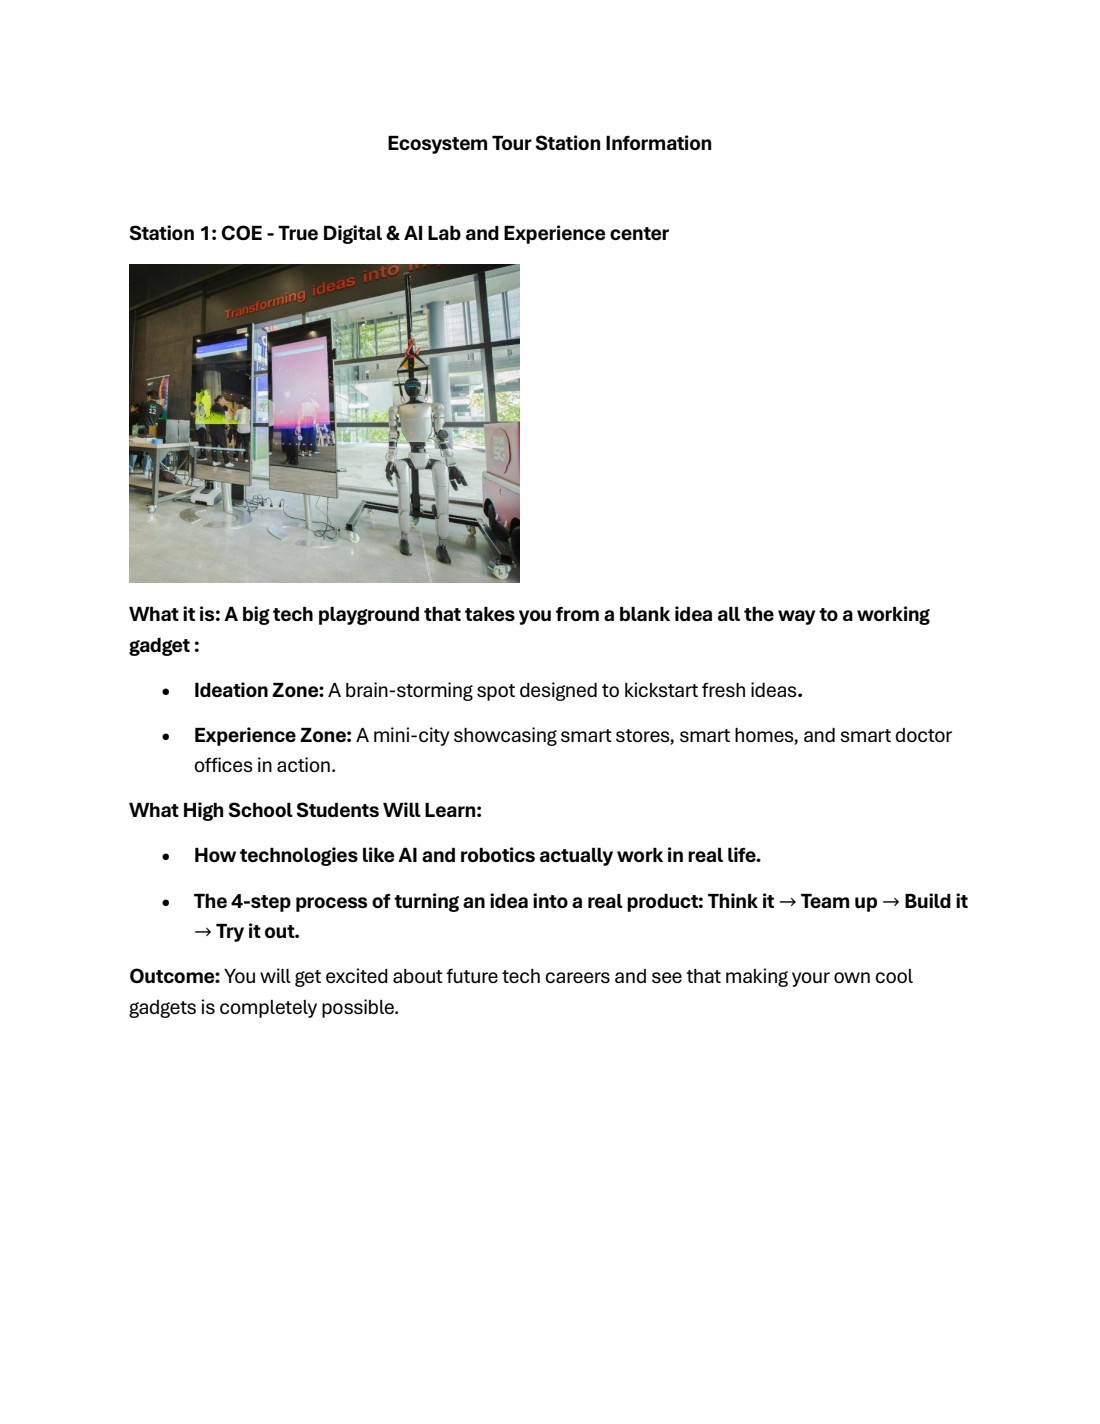 Ecosystem Tour Station Information
Station 1: COE - True Digital & AI Lab and Experience center
Transforming ideas into
5G
What it is: A big tech playground that takes you from a blank idea all the way to a working
gadget :
• Ideation Zone: A brain-storming spot designed to kickstart fresh ideas.
• Experience Zone: A mini-city showcasing smart stores, smart homes, and smart doctor
offices in action.
What High School Students Will Learn:
• How technologies like AI and robotics actually work in real life.
• The 4-step process of turning an idea into a real product: Think it → Team up → Build it
→ Try it out.
Outcome: You will get excited about future tech careers and see that making your own cool
gadgets is completely possible.